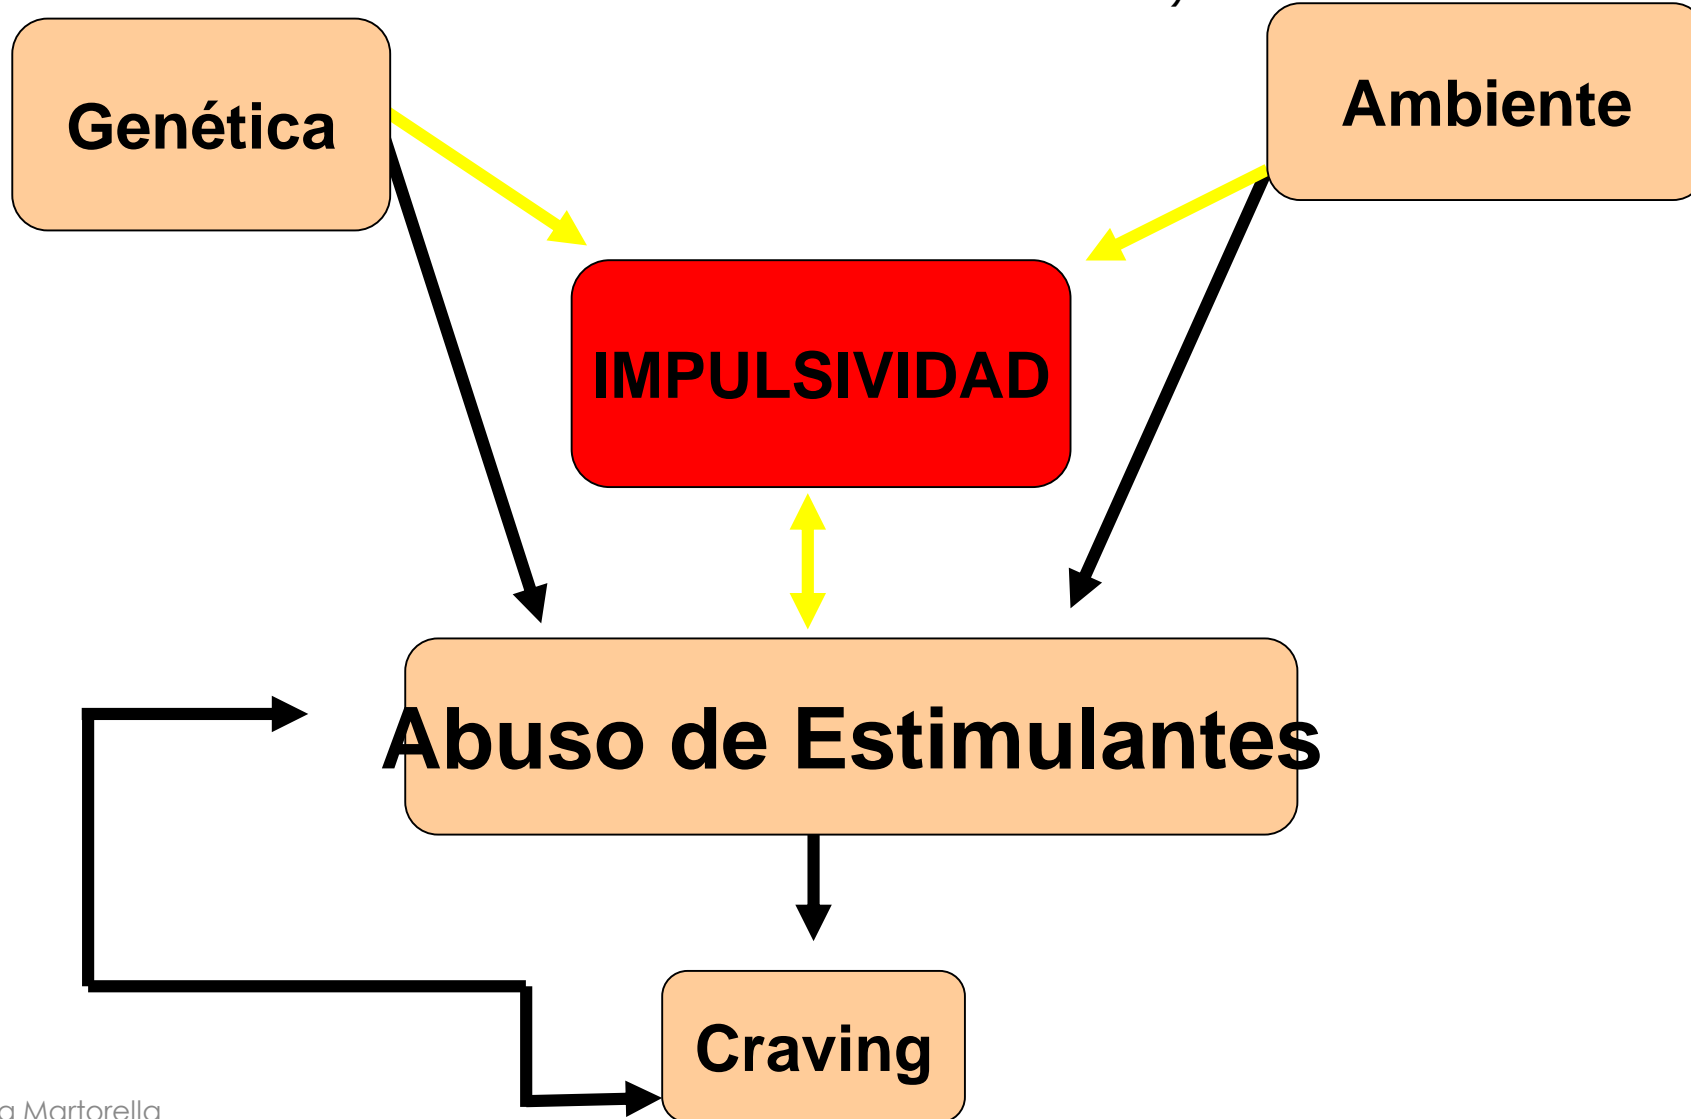 Genética
Ambiente
IMPULSIVIDAD
Abuso de Estimulantes
Craving
a Martorella